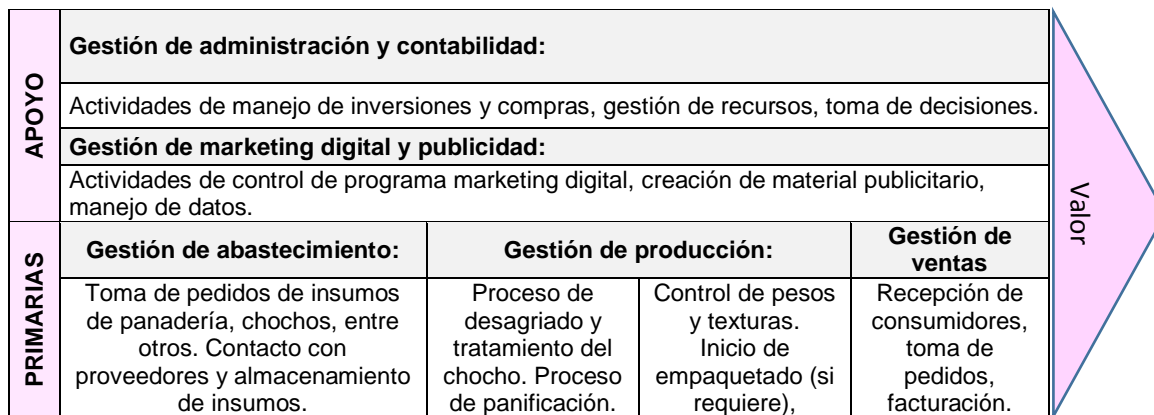 APOYO
Gestión de administración y contabilidad:
Actividades de manejo de inversiones y compras, gestión de recursos, toma de decisiones.
Gestión de marketing digital y publicidad:
Actividades de control de programa marketing digital, creación de material publicitario,
manejo de datos.
Valor
PRIMARIAS
Gestión de abastecimiento:
Toma de pedidos de insumos
de panadería, chochos, entre
otros. Contacto con
proveedores y almacenamiento
de insumos.
Gestión de producción:
Proceso de
desagriado y
tratamiento del
chocho. Proceso
de panificación.
Control de pesos
y texturas.
Inicio de
empaquetado (si
requiere),
Gestión de
ventas
Recepción de
consumidores,
toma de
pedidos,
facturación.